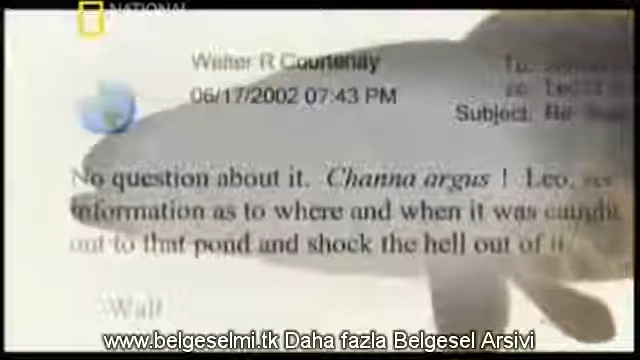 NATIONAL
Walter R Courtenay
06/17/2002 07:43 PM
Subject: Re
No question about it. Channa argus ! Leo,
information as to where and when it was caught
out to that pond and shock the hell out of it
Walt
www.belgeselmi.tk Daha fazla Belgesel Arsivi